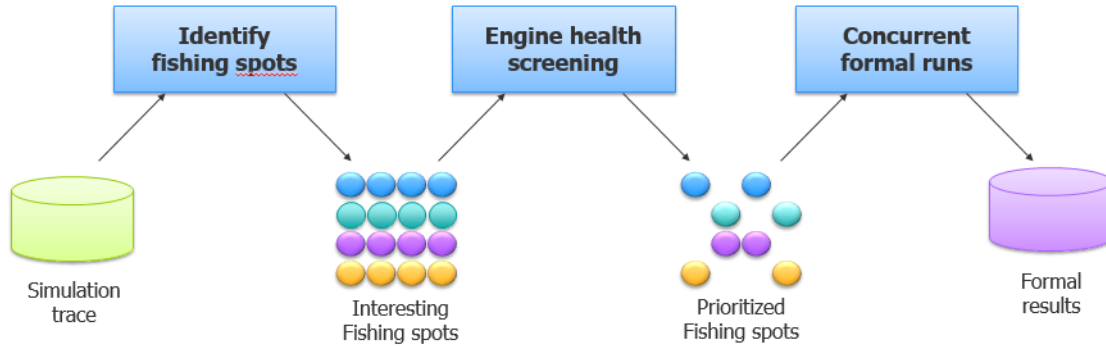 Identify
fishing spots
Engine health
screening
Concurrent
formal runs
Simulation
trace
Interesting
Fishing spots
Prioritized
Fishing spots
Formal
results